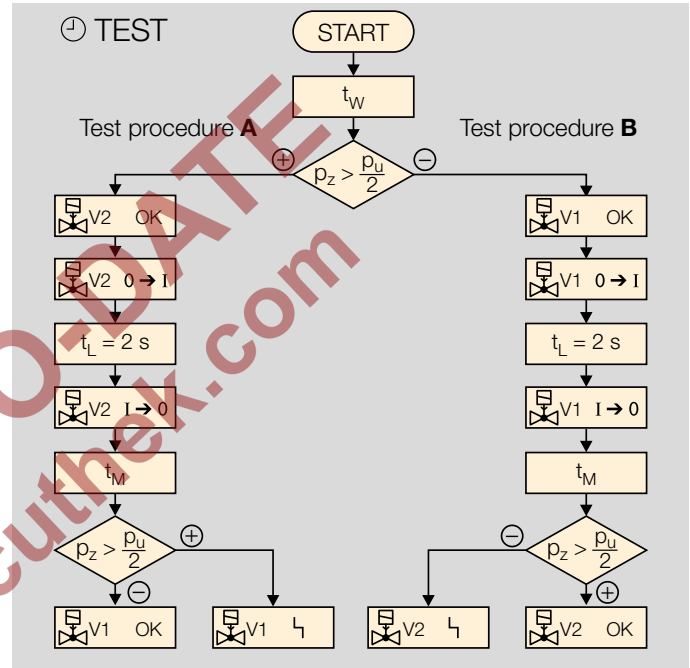 TEST
START
t_W
Test procedure A
Test procedure B
+
p_z > p_u/2
−
V2 OK
V2 0 → I
t_L = 2 s
V2 I → 0
t_M
p_z > p_u/2
+
−
V1 OK
V1
V1 OK
V1 0 → I
t_L = 2 s
V1 I → 0
t_M
−
p_z > p_u/2
+
V2
V2 OK
O-DATE
cuthek.com